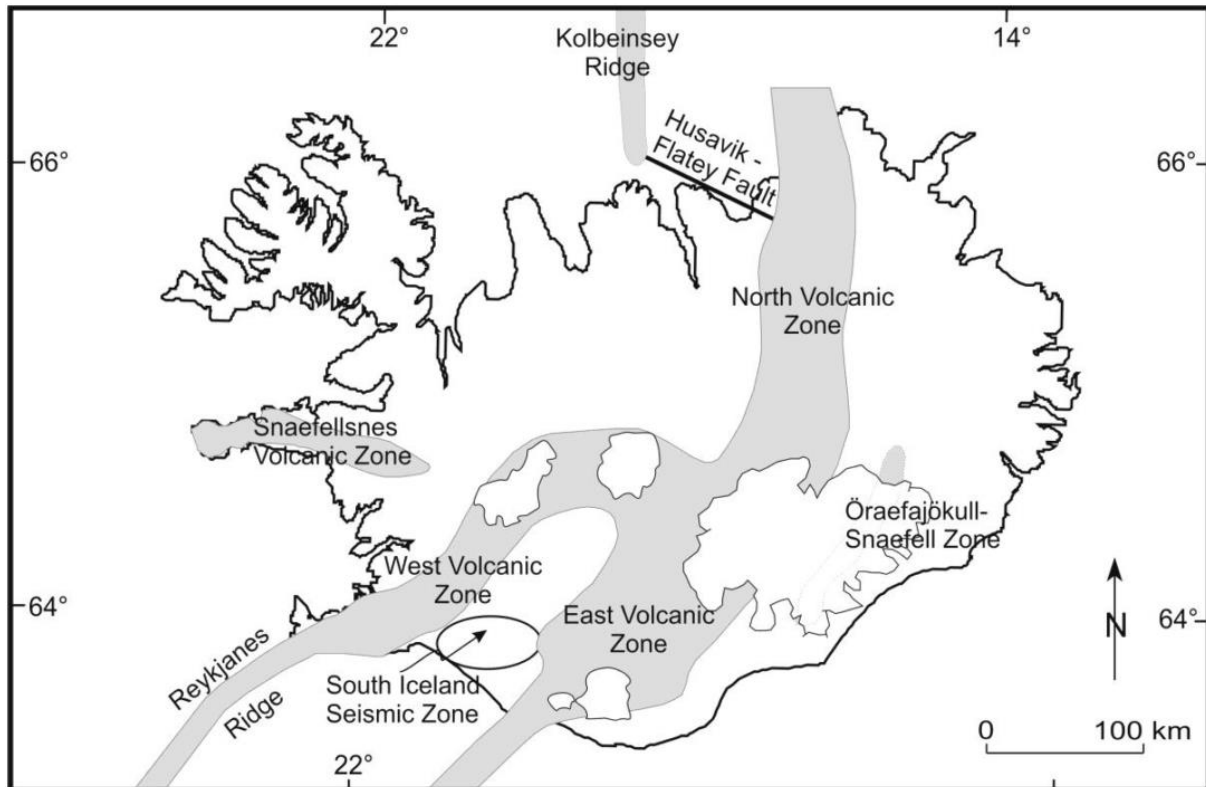 22°
14°
Kolbeinsey
Ridge
Husavik -
Flatey Fault
66°
66°
North Volcanic
Zone
Snaefellsnes
Volcanic Zone
Öraefajökull-
Snaefell Zone
West Volcanic
Zone
64°
East Volcanic
Zone
64°
N
Reykjanes
Ridge
South Iceland
Seismic Zone
0 100 km
22°